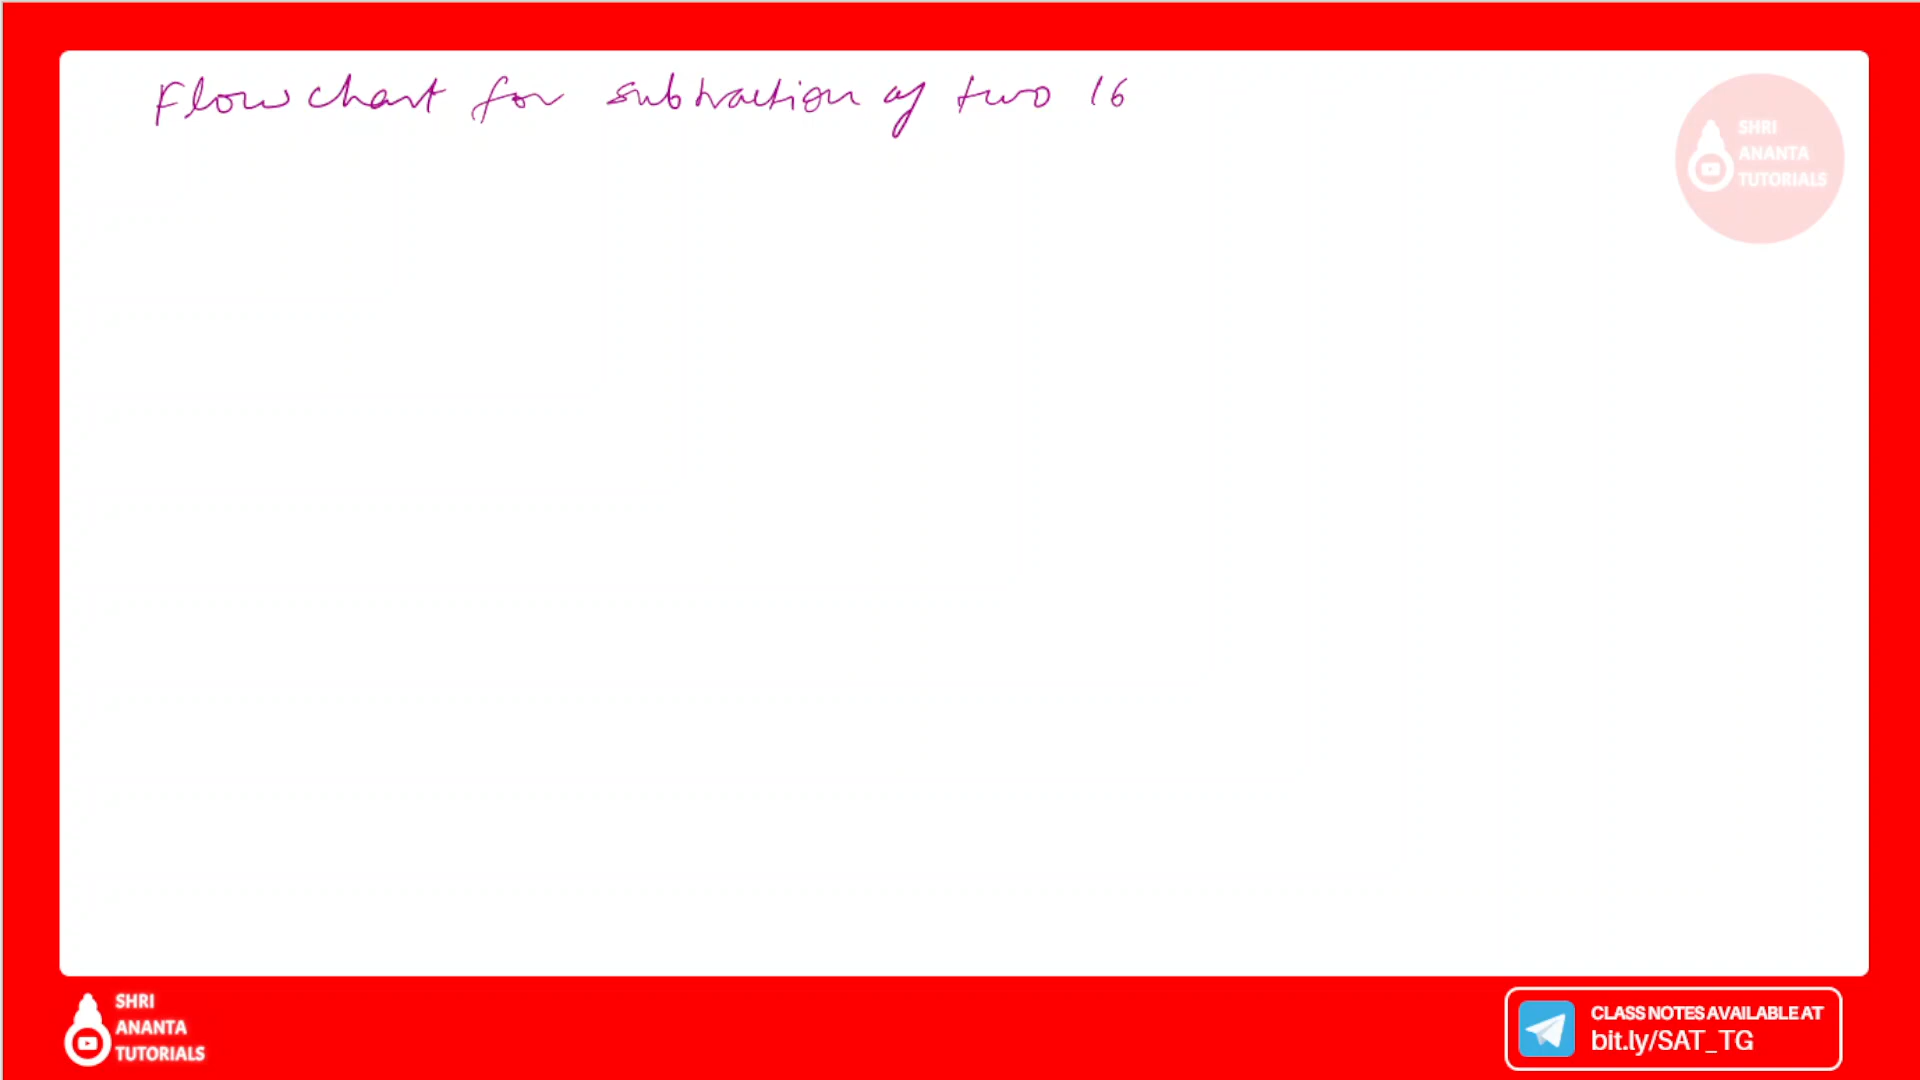 Flow chart for subtraction of two 16
SHRI
ANANTA
TUTORIALS
SHRI
ANANTA
TUTORIALS
CLASS NOTES AVAILABLE AT
bit.ly/SAT_TG